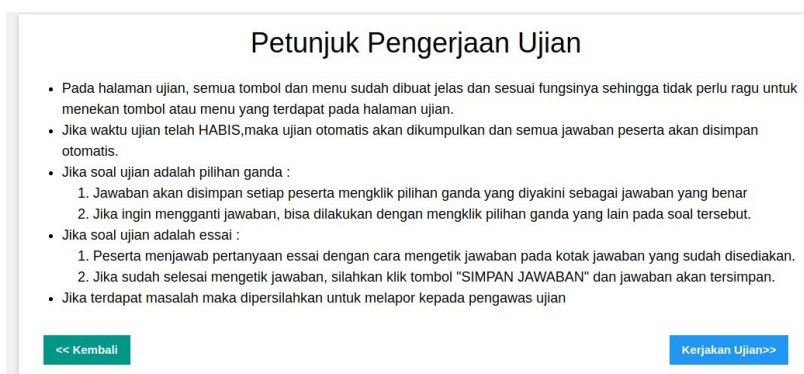 Petunjuk Pengerjaan Ujian
• Pada halaman ujian, semua tombol dan menu sudah dibuat jelas dan sesuai fungsinya sehingga tidak perlu ragu untuk
menekan tombol atau menu yang terdapat pada halaman ujian.
• Jika waktu ujian telah HABIS,maka ujian otomatis akan dikumpulkan dan semua jawaban peserta akan disimpan
otomatis.
• Jika soal ujian adalah pilihan ganda :
1. Jawaban akan disimpan setiap peserta mengklik pilihan ganda yang diyakini sebagai jawaban yang benar
2. Jika ingin mengganti jawaban, bisa dilakukan dengan mengklik pilihan ganda yang lain pada soal tersebut.
• Jika soal ujian adalah essai :
1. Peserta menjawab pertanyaan essai dengan cara mengetik jawaban pada kotak jawaban yang sudah disediakan.
2. Jika sudah selesai mengetik jawaban, silahkan klik tombol "SIMPAN JAWABAN" dan jawaban akan tersimpan.
• Jika terdapat masalah maka dipersilahkan untuk melapor kepada pengawas ujian
<< Kembali
Kerjakan Ujian>>